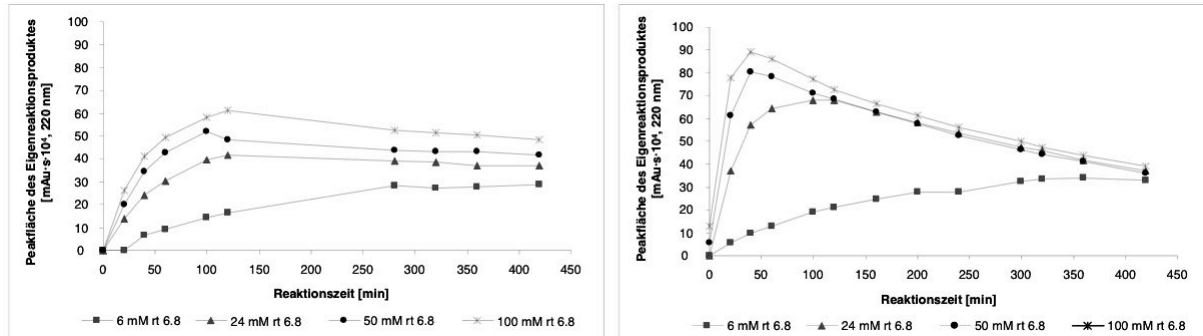 Peakfläche des Eigenreaktionsproduktes
[mAu·s·10⁴, 220 nm]
100
90
80
70
60
50
40
30
20
10
0
0 50 100 150 200 250 300 350 400 450
Reaktionszeit [min]
6 mM rt 6.8 24 mM rt 6.8 50 mM rt 6.8 100 mM rt 6.8
Peakfläche des Eigenreaktionsproduktes
[mAu·s·10⁴, 220 nm]
100
90
80
70
60
50
40
30
20
10
0
0 50 100 150 200 250 300 350 400 450
Reaktionszeit [min]
6 mM rt 6.8 24 mM rt 6.8 50 mM rt 6.8 100 mM rt 6.8